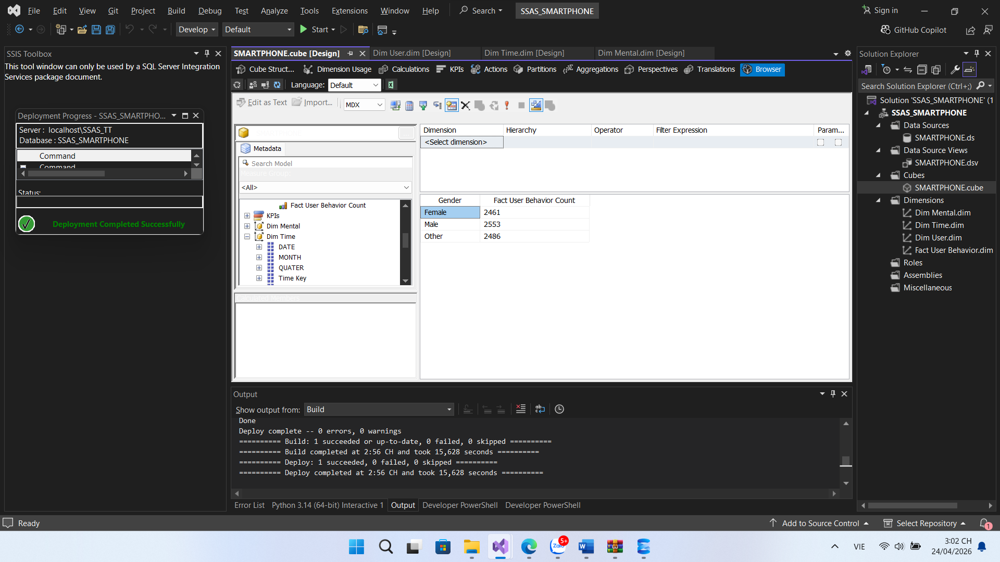 File Edit View Git Project Build Debug Test Analyze Tools Extensions Window Help Search SSAS_SMARTPHONE Sign in
Develop Default Start GitHub Copilot
SSIS Toolbox
This tool window can only be used by a SQL Server Integration
Services package document.
Deployment Progress - SSAS_SMARTPHO...
Server : localhost\SSAS_TT
Database : SSAS_SMARTPHONE
Command
Command
Status:
Deployment Completed Successfully
SMARTPHONE.cube [Design] Dim User.dim [Design] Dim Time.dim [Design] Dim Mental.dim [Design]
Cube Struct... Dimension Usage Calculations KPIs Actions Partitions Aggregations Perspectives Translations Browser
Language: Default
Edit as Text Import... MDX
...
Metadata
Search Model
Measure Group:
<All>
Fact User Behavior Count
KPIs
Dim Mental
Dim Time
DATE
MONTH
QUATER
Time Key
Calculated Members
Dimension Hierarchy Operator Filter Expression Param...
<Select dimension>
Gender Fact User Behavior Count
Female 2461
Male 2553
Other 2486
Output
Show output from: Build
Done
Deploy complete -- 0 errors, 0 warnings
========== Build: 1 succeeded or up-to-date, 0 failed, 0 skipped ==========
========== Build completed at 2:56 CH and took 15,628 seconds ==========
========== Deploy: 1 succeeded, 0 failed, 0 skipped ==========
========== Deploy completed at 2:56 CH and took 15,628 seconds ==========
Error List Python 3.14 (64-bit) Interactive 1 Output Developer PowerShell Developer PowerShell
Solution Explorer
Search Solution Explorer (Ctrl+;)
Solution 'SSAS_SMARTPHONE' (1
SSAS_SMARTPHONE
Data Sources
SMARTPHONE.ds
Data Source Views
SMARTPHONE.dsv
Cubes
SMARTPHONE.cube
Dimensions
Dim Mental.dim
Dim Time.dim
Dim User.dim
Fact User Behavior.dim
Roles
Assemblies
Miscellaneous
Ready Add to Source Control Select Repository 1
Zalo 5+ VIE 3:02 CH
24/04/2026